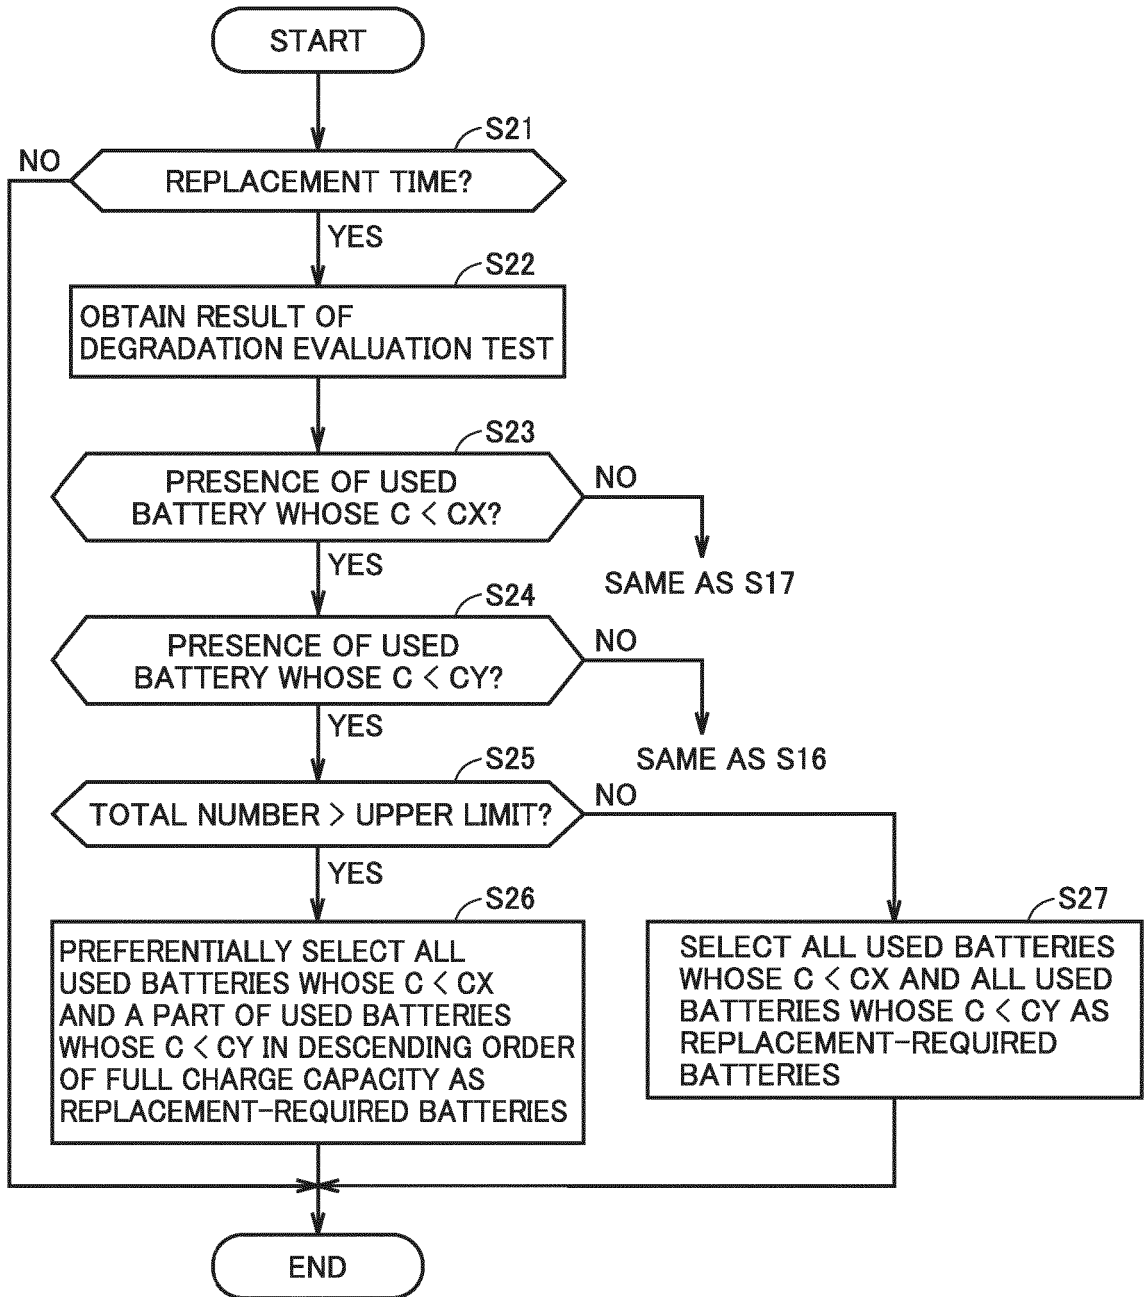 START
S21
NO
REPLACEMENT TIME?
YES
S22
OBTAIN RESULT OF
DEGRADATION EVALUATION TEST
S23
PRESENCE OF USED
BATTERY WHOSE C < CX?
NO
YES
SAME AS S17
S24
PRESENCE OF USED
BATTERY WHOSE C < CY?
NO
YES
SAME AS S16
S25
TOTAL NUMBER > UPPER LIMIT?
NO
YES
S26
PREFERENTIALLY SELECT ALL
USED BATTERIES WHOSE C < CX
AND A PART OF USED BATTERIES
WHOSE C < CY IN DESCENDING ORDER
OF FULL CHARGE CAPACITY AS
REPLACEMENT-REQUIRED BATTERIES
S27
SELECT ALL USED BATTERIES
WHOSE C < CX AND ALL USED
BATTERIES WHOSE C < CY AS
REPLACEMENT-REQUIRED
BATTERIES
END